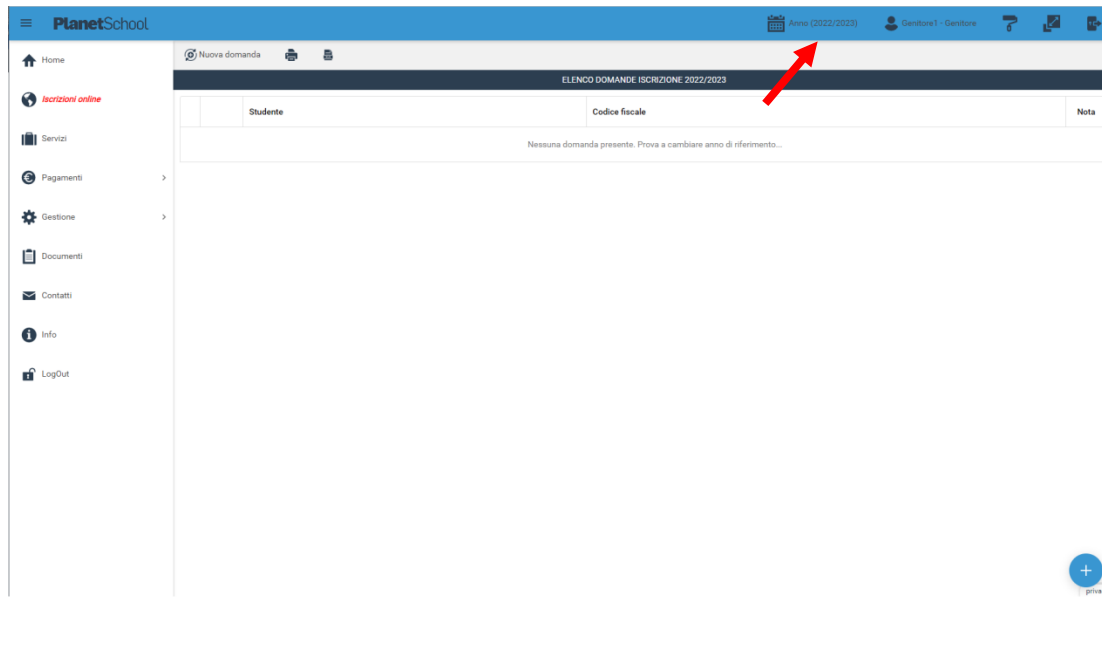 PlanetSchool
Anno (2022/2023)
Genitore1 - Genitore
Home
Iscrizioni online
Servizi
Pagamenti
Gestione
Documenti
Contatti
Info
LogOut
Nuova domanda
ELENCO DOMANDE ISCRIZIONE 2022/2023
Studente
Codice fiscale
Nota
Nessuna domanda presente. Prova a cambiare anno di riferimento...
priva